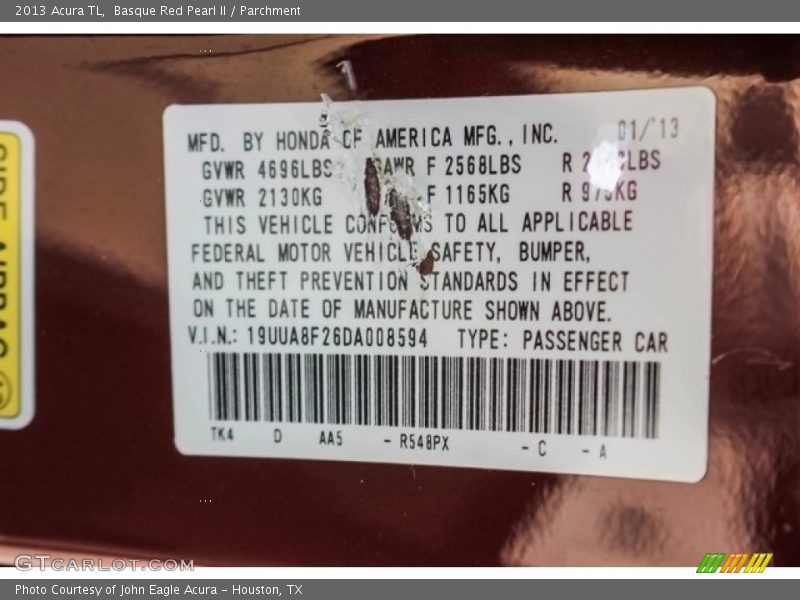 2013 Acura TL,  Basque Red Pearl II / Parchment
MFD. BY HONDA OF AMERICA MFG., INC. 01/'13
GVWR 4696LBS GAWR F 2568LBS R
GVWR 2130KG F 1165KG R
THIS VEHICLE CONFORMS TO ALL APPLICABLE
FEDERAL MOTOR VEHICLE SAFETY, BUMPER,
AND THEFT PREVENTION STANDARDS IN EFFECT
ON THE DATE OF MANUFACTURE SHOWN ABOVE.
V.I.N.: 19UUA8F26DA008594 TYPE: PASSENGER CAR
TK4 D AA5 - R548PX - C - A
SIDE AIRBAG
GTCARLOT.COM
Photo Courtesy of John Eagle Acura – Houston, TX